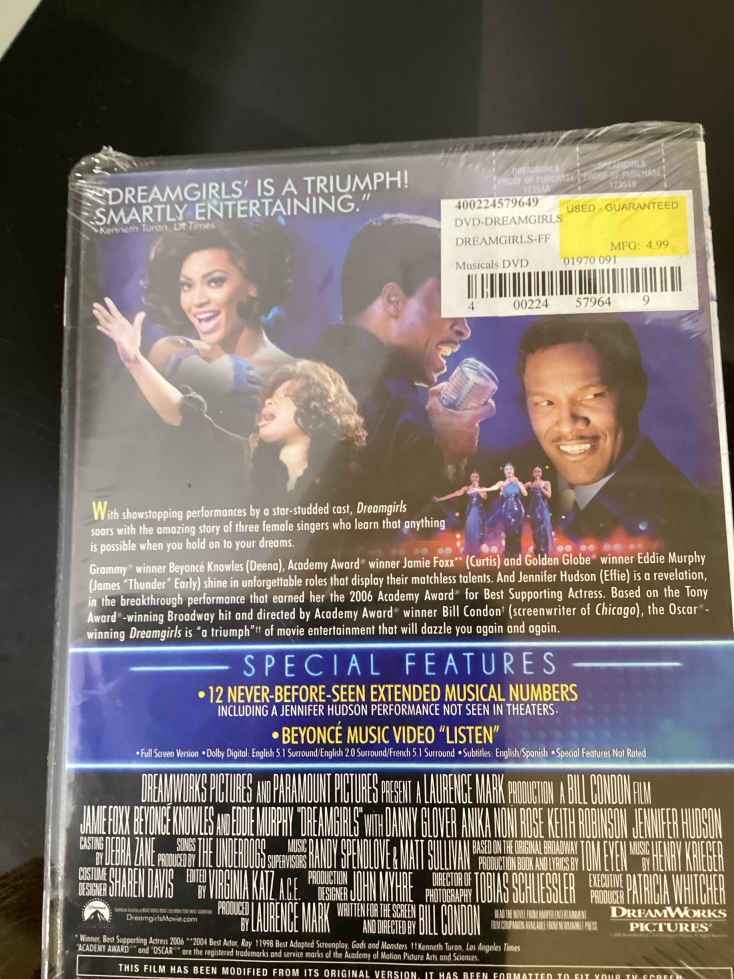 DREAMGIRLS
PROOF OF PURCHASE
DREAMGIRLS
PROOF OF PURCHASE
"'DREAMGIRLS' IS A TRIUMPH!
SMARTLY ENTERTAINING."
- Kenneth Turan, LA Times
400224579649
USED - GUARANTEED
DVD-DREAMGIRLS
DREAMGIRLS-FF
MFG: 4.99
Musicals DVD 01970 091
4 00224 57964 9
With showstopping performances by a star-studded cast, Dreamgirls
soars with the amazing story of three female singers who learn that anything
is possible when you hold on to your dreams.
Grammy® winner Beyoncé Knowles (Deena), Academy Award® winner Jamie Foxx** (Curtis) and Golden Globe® winner Eddie Murphy
(James "Thunder" Early) shine in unforgettable roles that display their matchless talents. And Jennifer Hudson (Effie) is a revelation,
in the breakthrough performance that earned her the 2006 Academy Award® for Best Supporting Actress. Based on the Tony
Award®-winning Broadway hit and directed by Academy Award® winner Bill Condon† (screenwriter of Chicago), the Oscar®-
winning Dreamgirls is "a triumph"†† of movie entertainment that will dazzle you again and again.
SPECIAL FEATURES
• 12 NEVER-BEFORE-SEEN EXTENDED MUSICAL NUMBERS
INCLUDING A JENNIFER HUDSON PERFORMANCE NOT SEEN IN THEATERS
• BEYONCÉ MUSIC VIDEO "LISTEN"
• Full Screen Version • Dolby Digital: English 5.1 Surround/English 2.0 Surround/French 5.1 Surround • Subtitles: English/Spanish • Special Features Not Rated
DREAMWORKS PICTURES AND PARAMOUNT PICTURES PRESENT A LAURENCE MARK PRODUCTION A BILL CONDON FILM
JAMIE FOXX BEYONCÉ KNOWLES AND EDDIE MURPHY "DREAMGIRLS" WITH DANNY GLOVER ANIKA NONI ROSE KEITH ROBINSON JENNIFER HUDSON
CASTING BY DEBRA ZANE SONGS PRODUCED BY THE UNDERDOGS MUSIC SUPERVISORS RANDY SPENDLOVE & MATT SULLIVAN BASED ON THE ORIGINAL BROADWAY PRODUCTION BOOK AND LYRICS BY TOM EYEN MUSIC BY HENRY KRIEGER
COSTUME DESIGNER SHAREN DAVIS EDITED BY VIRGINIA KATZ, A.C.E. PRODUCTION DESIGNER JOHN MYHRE DIRECTOR OF PHOTOGRAPHY TOBIAS SCHLIESSLER EXECUTIVE PRODUCER PATRICIA WHITCHER
PRODUCED BY LAURENCE MARK WRITTEN FOR THE SCREEN AND DIRECTED BY BILL CONDON
DreamgirlsMovie.com
DREAMWORKS
PICTURES
* Winner, Best Supporting Actress 2006 **2004 Best Actor, Ray †1998 Best Adapted Screenplay, Gods and Monsters ††Kenneth Turan, Los Angeles Times
"ACADEMY AWARD®" and "OSCAR®" are the registered trademarks and service marks of the Academy of Motion Picture Arts and Sciences.
THIS FILM HAS BEEN MODIFIED FROM ITS ORIGINAL VERSION. IT HAS BEEN FORMATTED TO FIT YOUR TV SCREEN